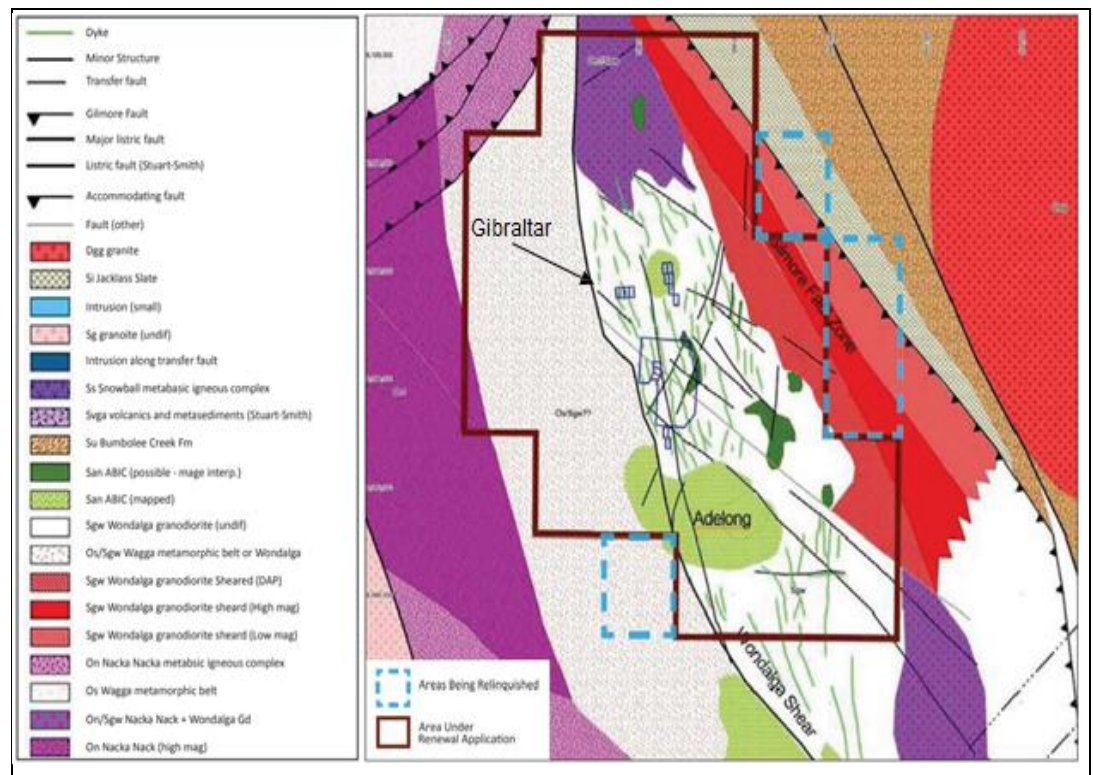 Dyke
Minor Structure
Transfer fault
Gilmore Fault
Major listric fault
Listric fault (Stuart-Smith)
Accommodating fault
Fault (other)
Dgg granite
Si Jacklass Slate
Intrusion (small)
Sg granoite (undif)
Intrusion along transfer fault
Ss Snowball metabasic igneous complex
Svga volcanics and metasediments (Stuart-Smith)
Su Bumbolee Creek Fm
San ABIC (possible - mage interp.)
San ABIC (mapped)
Sgw Wondalga granodiorite (undif)
Os/Sgw Wagga metamorphic belt or Wondalga
Sgw Wondalga granodiorite Sheared (DAP)
Sgw Wondalga granodiorite sheard (High mag)
Sgw Wondalga granodiorite sheard (Low mag)
On Nacka Nacka metabsic igneous complex
Os Wagga metamorphic belt
On/Sgw Nacka Nack + Wondalga Gd
On Nacka Nack (high mag)
Gibraltar
Gilmore Fault Zone
Os/Sgw??
Adelong
Sgw
Wondalga Shear
Areas Being Relinquished
Area Under
Renewal Application